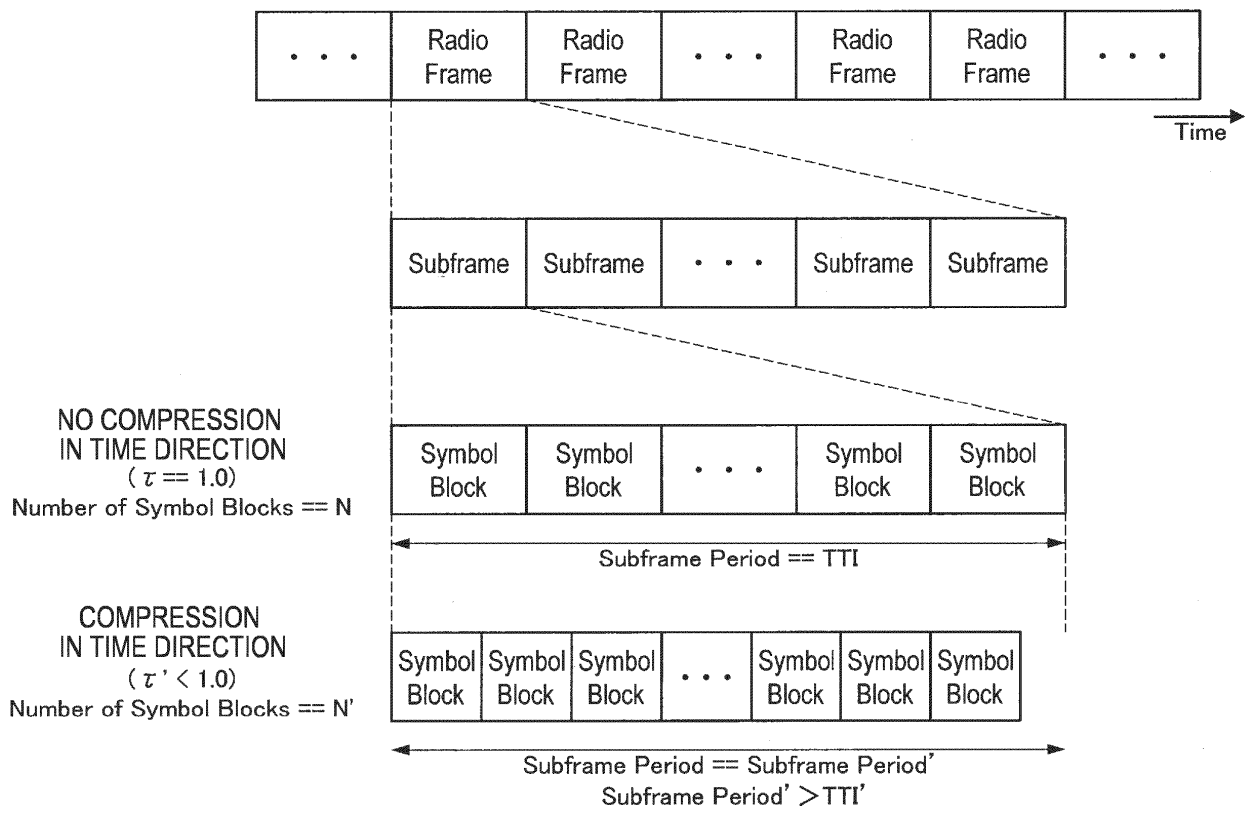 · · ·
Radio
Frame
Radio
Frame
· · ·
Radio
Frame
Radio
Frame
· · ·
Time
Subframe
Subframe
· · ·
Subframe
Subframe
NO COMPRESSION
IN TIME DIRECTION
(τ == 1.0)
Number of Symbol Blocks == N
Symbol
Block
Symbol
Block
· · ·
Symbol
Block
Symbol
Block
Subframe Period == TTI
COMPRESSION
IN TIME DIRECTION
(τ' < 1.0)
Number of Symbol Blocks == N'
Symbol
Block
Symbol
Block
Symbol
Block
· · ·
Symbol
Block
Symbol
Block
Symbol
Block
Subframe Period == Subframe Period'
Subframe Period' >TTI'